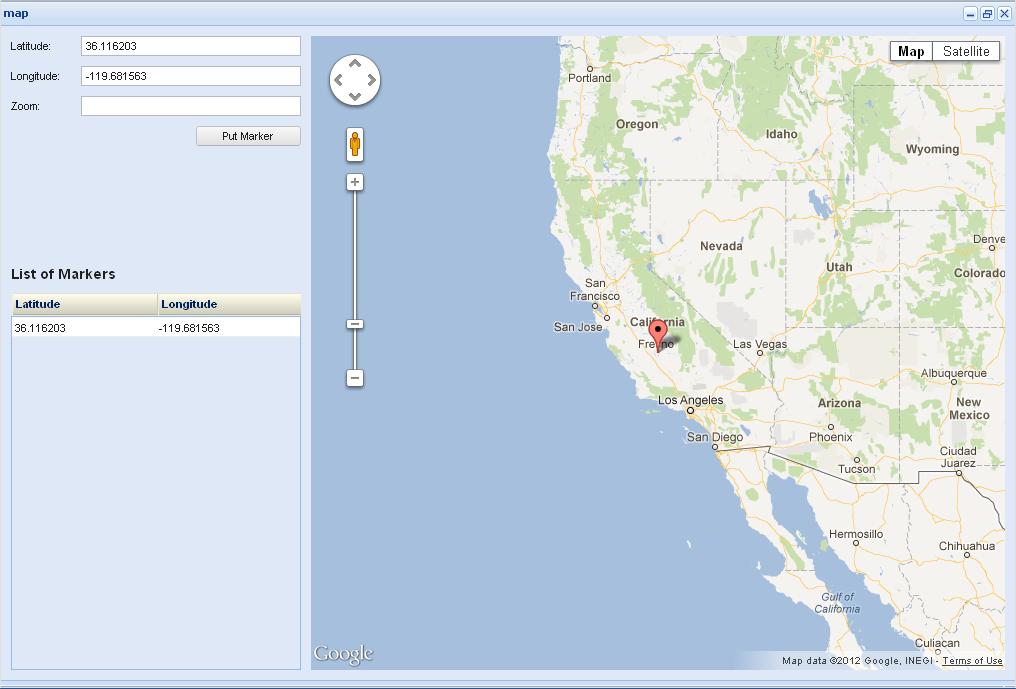 map
Latitude:
36.116203
Longitude:
-119.681563
Zoom:
Put Marker
List of Markers
Latitude Longitude
36.116203 -119.681563
Map Satellite
Portland
Oregon
Idaho
Wyoming
Nevada
Denve
Utah
Colorado
San
Francisco
San Jose
California
Fresno
Las Vegas
Albuquerque
Los Angeles
Arizona
New
Mexico
San Diego
Phoenix
Tucson
Ciudad
Juarez
Hermosillo
Chihuahua
Gulf of
California
Culiacan
Google
Map data ©2012 Google, INEGI - Terms of Use